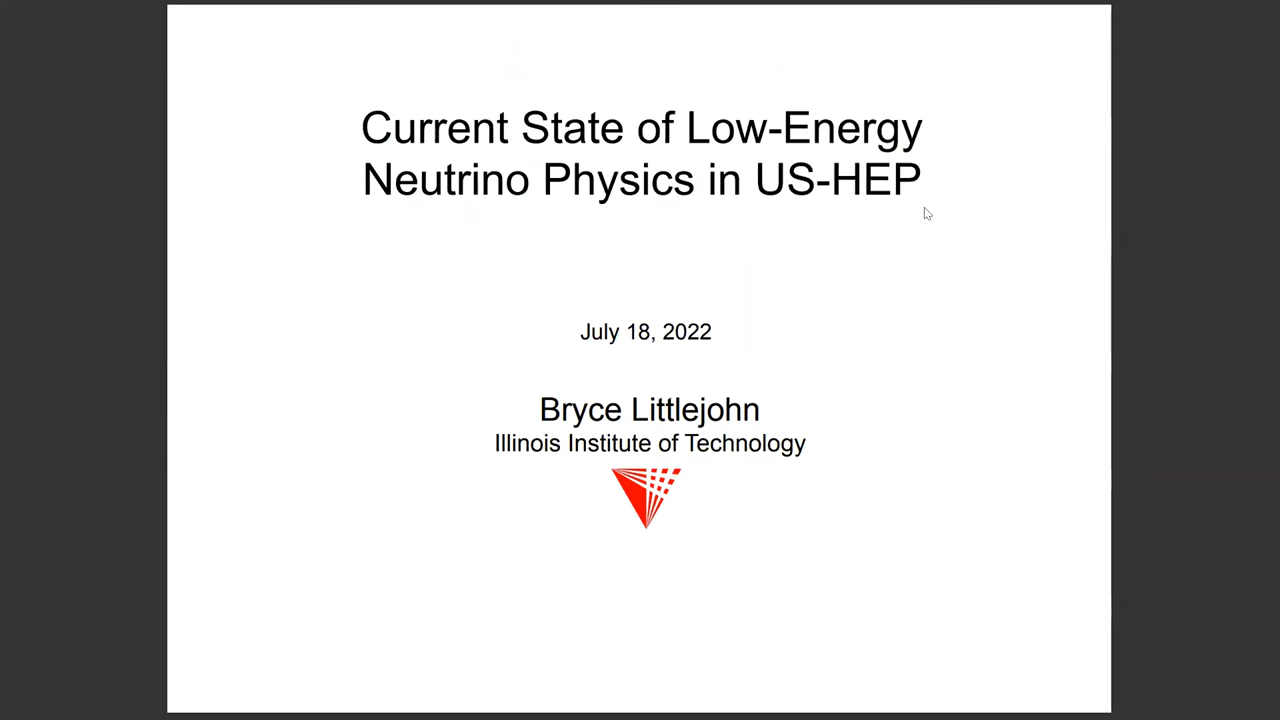 Current State of Low-Energy
Neutrino Physics in US-HEP
July 18, 2022
Bryce Littlejohn
Illinois Institute of Technology